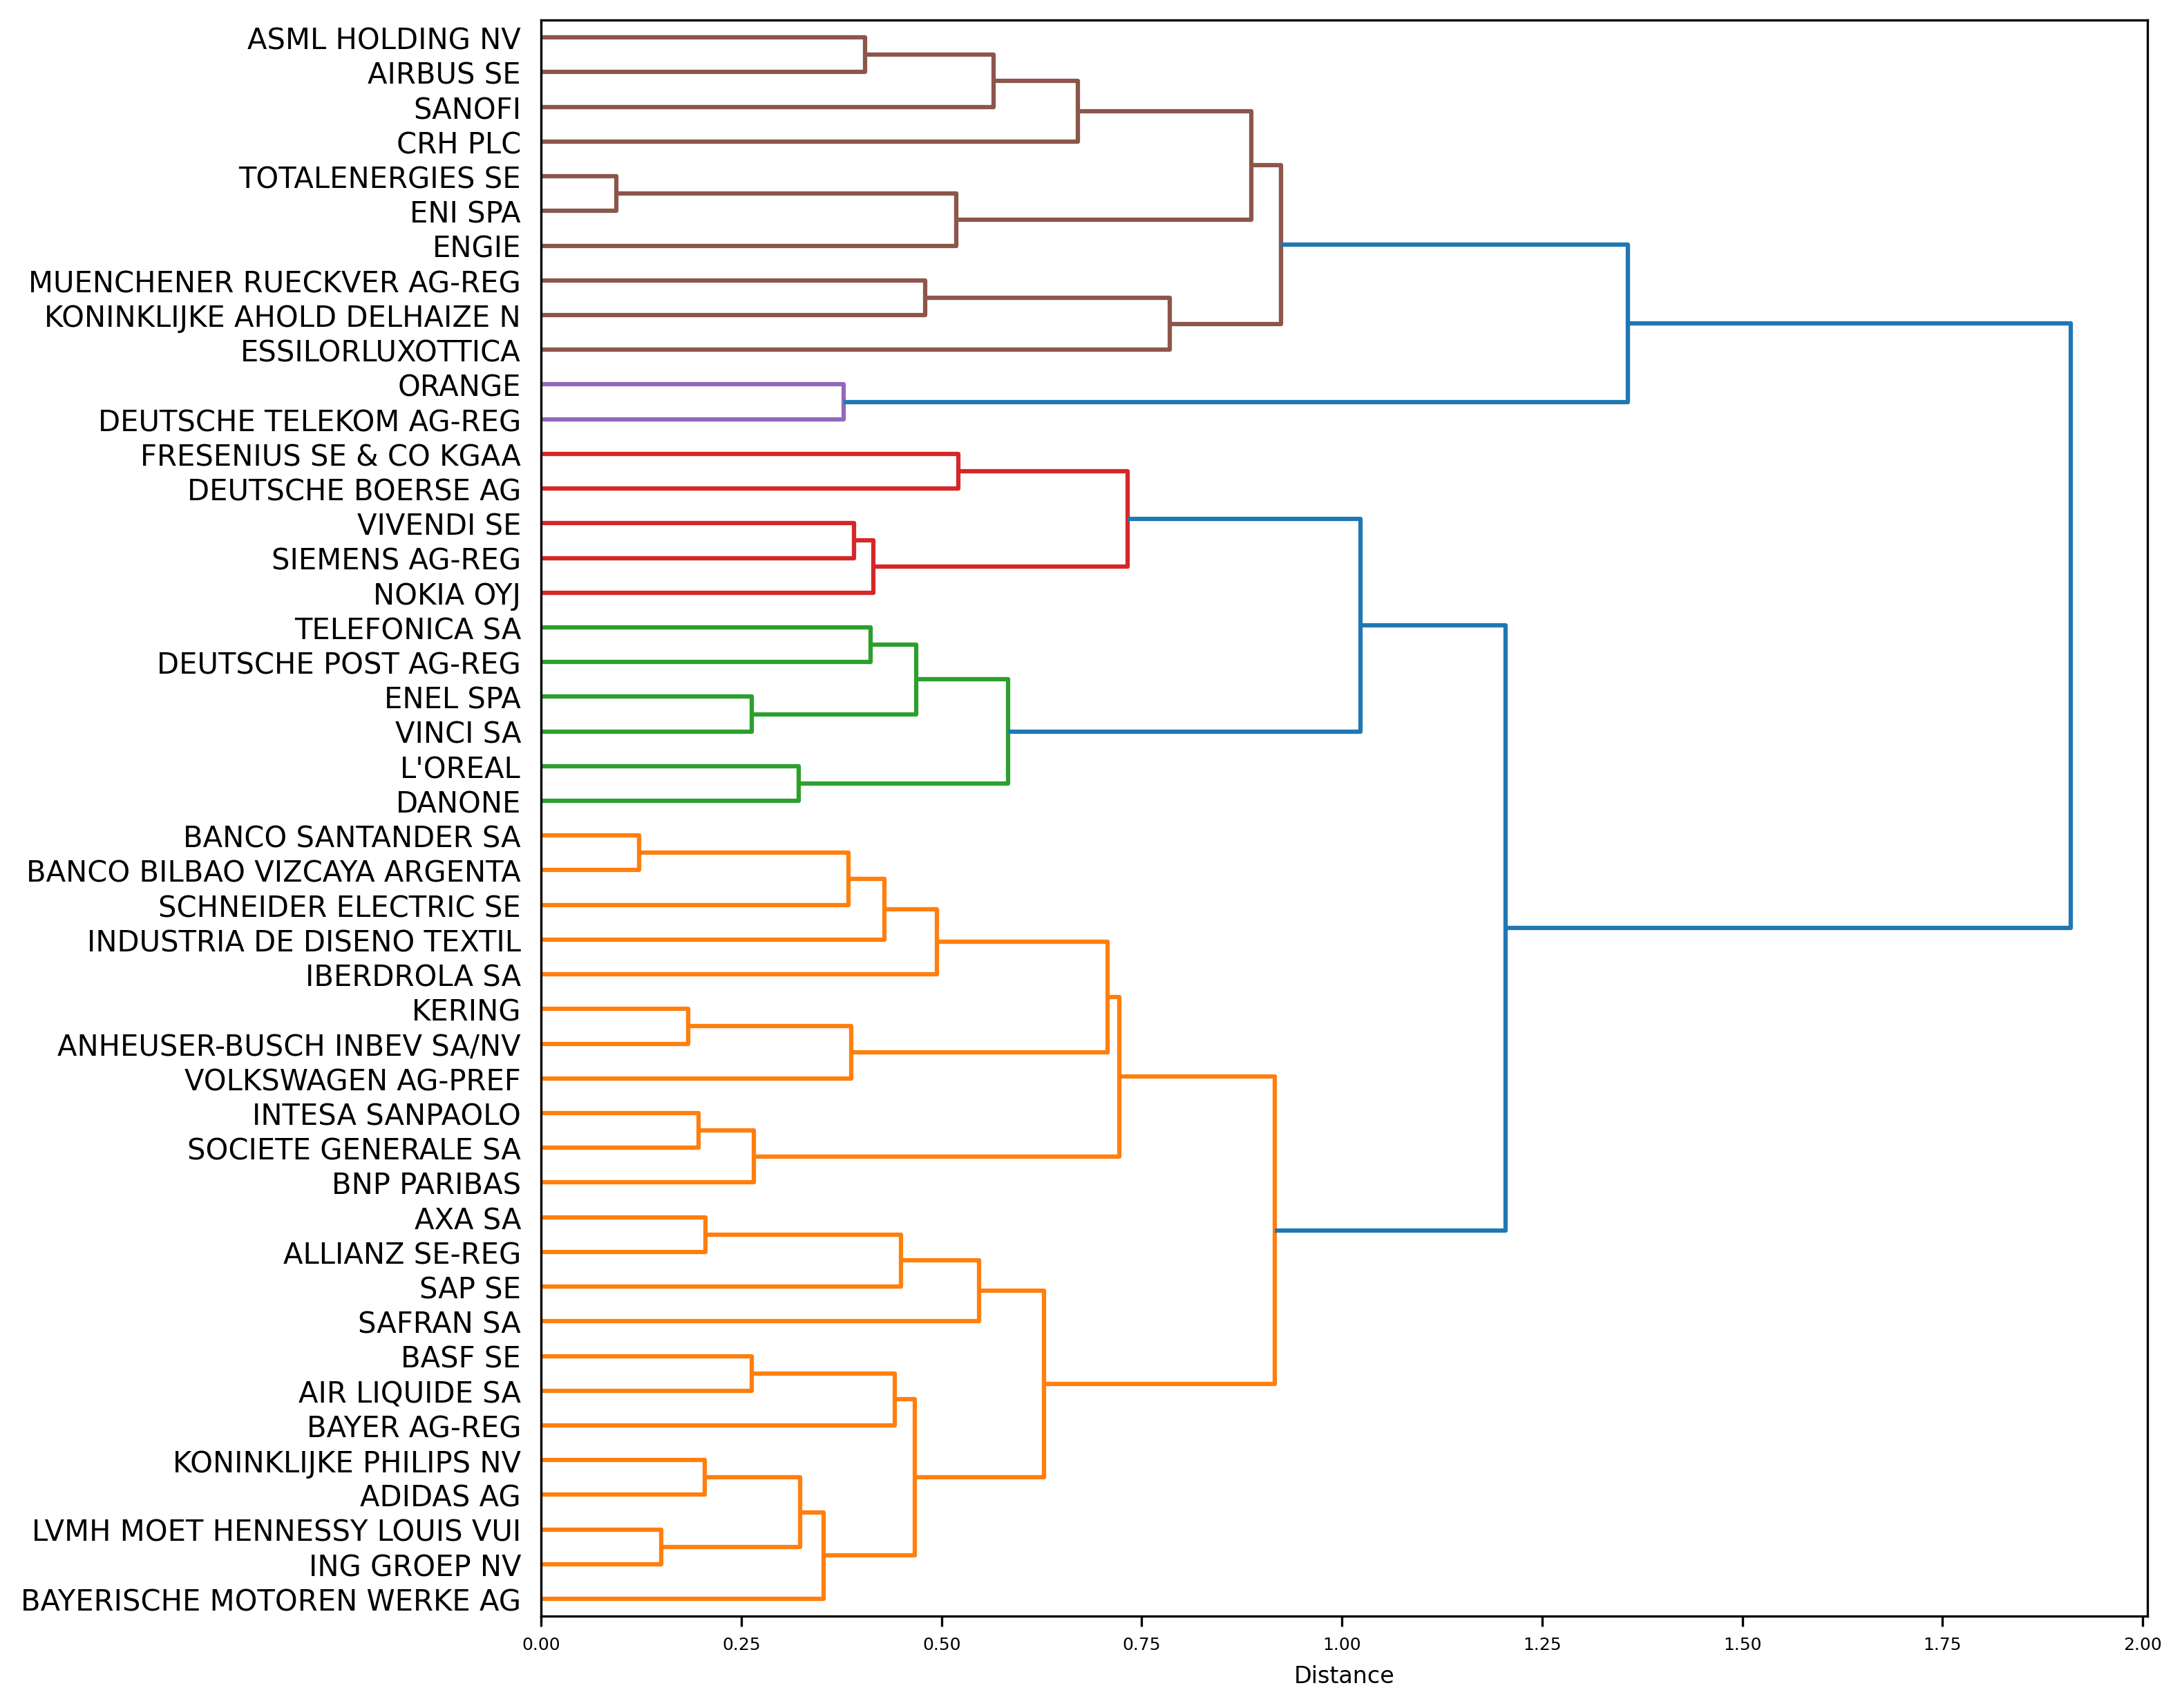 ASML HOLDING NV
AIRBUS SE
SANOFI
CRH PLC
TOTALENERGIES SE
ENI SPA
ENGIE
MUENCHENER RUECKVER AG-REG
KONINKLIJKE AHOLD DELHAIZE N
ESSILORLUXOTTICA
ORANGE
DEUTSCHE TELEKOM AG-REG
FRESENIUS SE & CO KGAA
DEUTSCHE BOERSE AG
VIVENDI SE
SIEMENS AG-REG
NOKIA OYJ
TELEFONICA SA
DEUTSCHE POST AG-REG
ENEL SPA
VINCI SA
L'OREAL
DANONE
BANCO SANTANDER SA
BANCO BILBAO VIZCAYA ARGENTA
SCHNEIDER ELECTRIC SE
INDUSTRIA DE DISENO TEXTIL
IBERDROLA SA
KERING
ANHEUSER-BUSCH INBEV SA/NV
VOLKSWAGEN AG-PREF
INTESA SANPAOLO
SOCIETE GENERALE SA
BNP PARIBAS
AXA SA
ALLIANZ SE-REG
SAP SE
SAFRAN SA
BASF SE
AIR LIQUIDE SA
BAYER AG-REG
KONINKLIJKE PHILIPS NV
ADIDAS AG
LVMH MOET HENNESSY LOUIS VUI
ING GROEP NV
BAYERISCHE MOTOREN WERKE AG
0.00 0.25 0.50 0.75 1.00 1.25 1.50 1.75 2.00
Distance